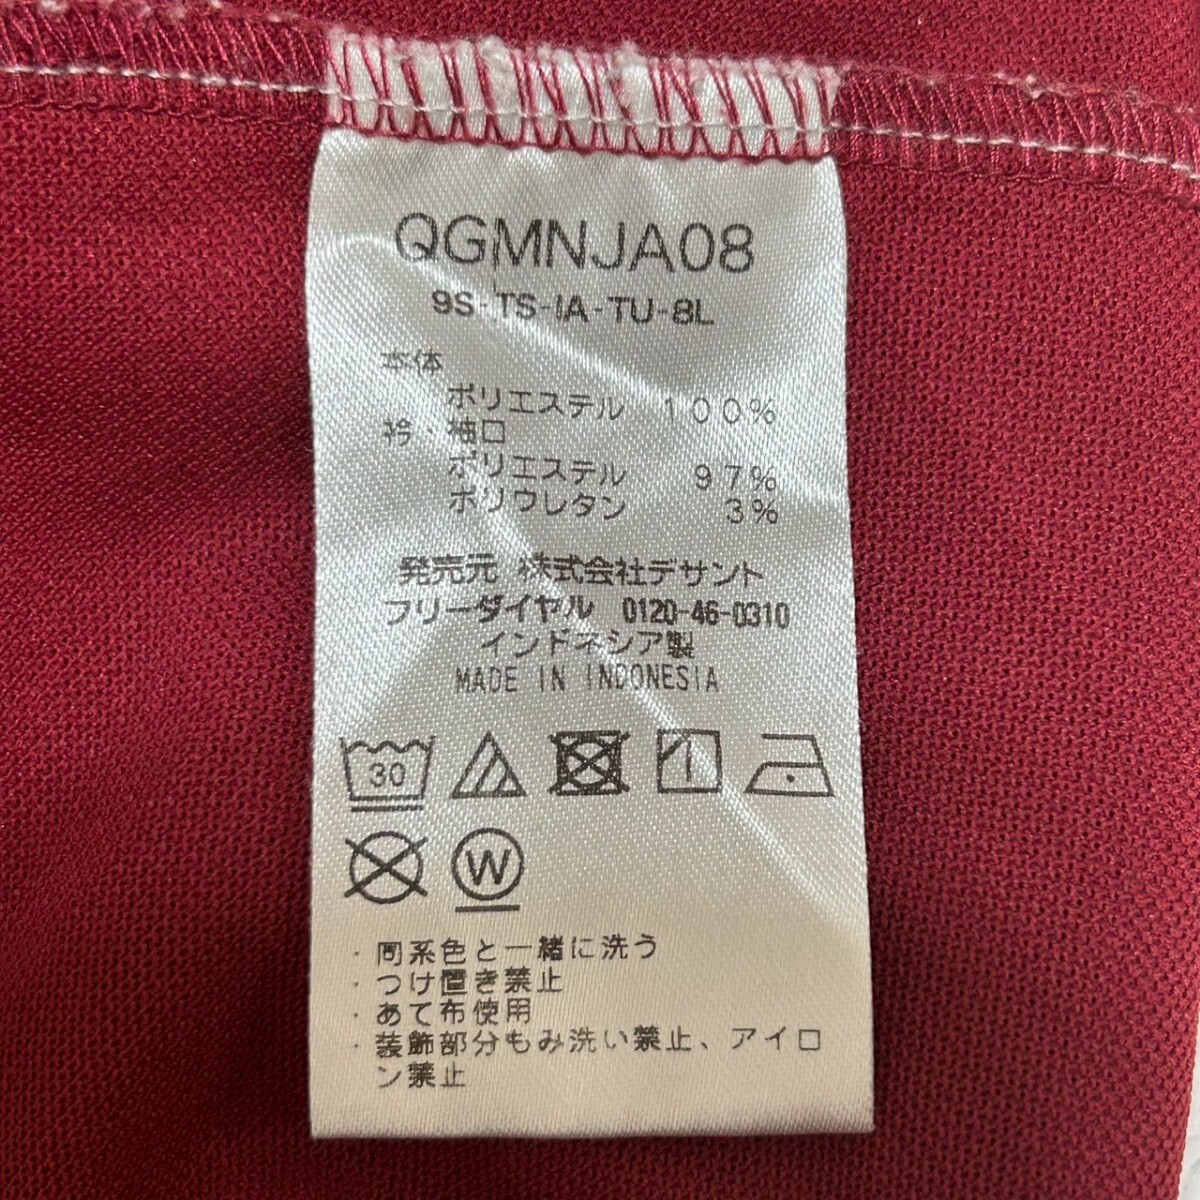 QGMNJA08
9S-TS-IA-TU-8L
本体
ポリエステル 100%
衿・袖口
ポリエステル 97%
ポリウレタン 3%
発売元 株式会社デサント
フリーダイヤル 0120-46-0310
インドネシア製
MADE IN INDONESIA
30
W
・同系色と一緒に洗う
・つけ置き禁止
・あて布使用
・装飾部分もみ洗い禁止、アイロ
ン禁止